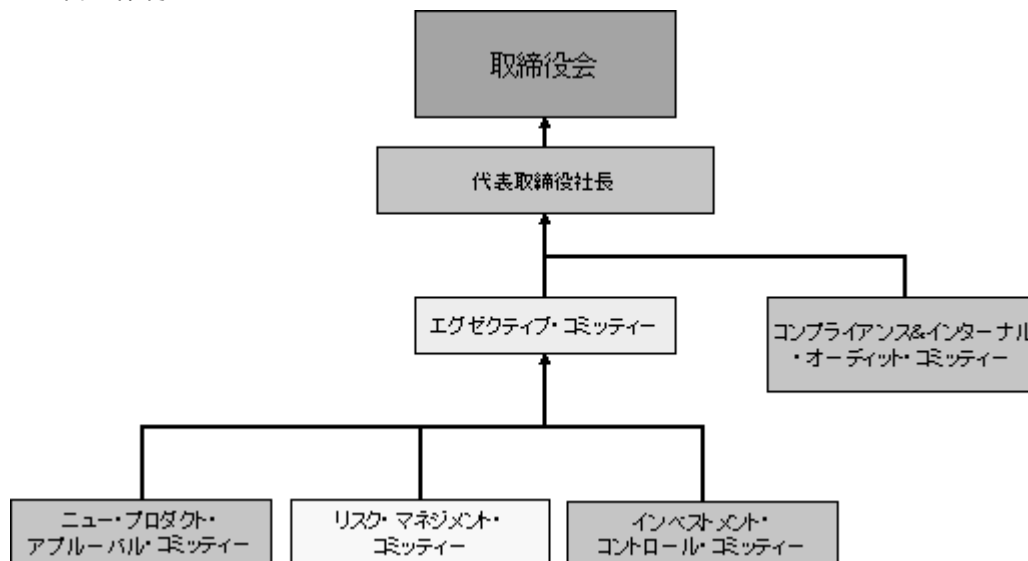 取締役会
代表取締役社長
エグゼクティブ・コミッティー
コンプライアンス&インターナル
・オーディット・コミッティー
ニュー・プロダクト・
アプルーバル・コミッティー
リスク・マネジメント・
コミッティー
インベストメント・
コントロール・コミッティー